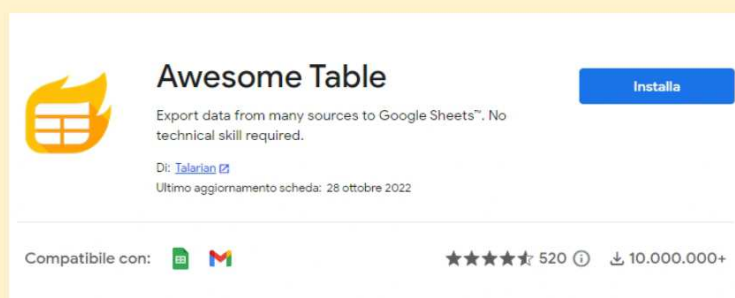 Awesome Table
Installa
Export data from many sources to Google Sheets™. No
technical skill required.
Di: Talarian
Ultimo aggiornamento scheda: 28 ottobre 2022
Compatibile con:
520
10.000.000+